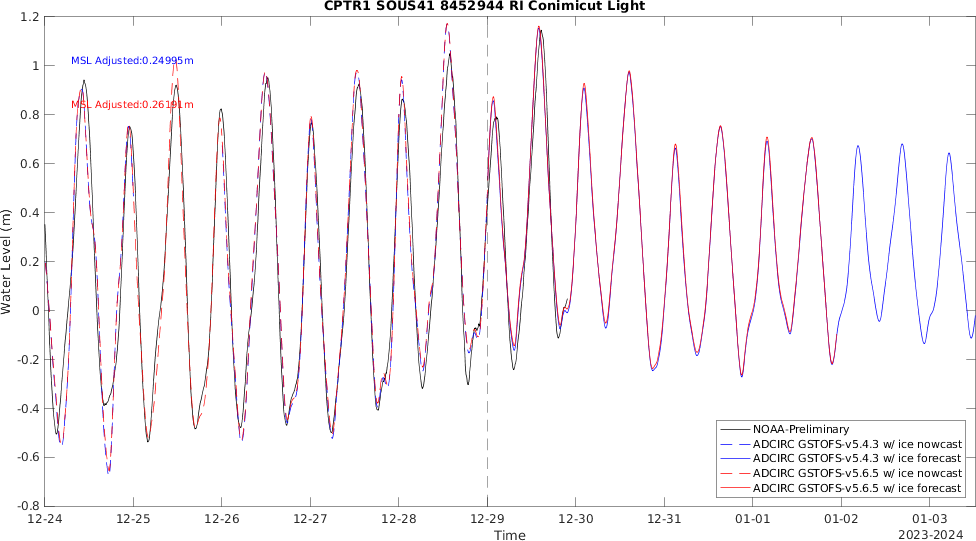 CPTR1 SOUS41 8452944 RI Conimicut Light
1.2
1
0.8
0.6
0.4
0.2
0
-0.2
-0.4
-0.6
-0.8
Water Level (m)
MSL Adjusted:0.24995m
MSL Adjusted:0.26191m
NOAA-Preliminary
ADCIRC GSTOFS-v5.4.3 w/ ice nowcast
ADCIRC GSTOFS-v5.4.3 w/ ice forecast
ADCIRC GSTOFS-v5.6.5 w/ ice nowcast
ADCIRC GSTOFS-v5.6.5 w/ ice forecast
12-24 12-25 12-26 12-27 12-28 12-29 12-30 12-31 01-01 01-02 01-03
Time
2023-2024